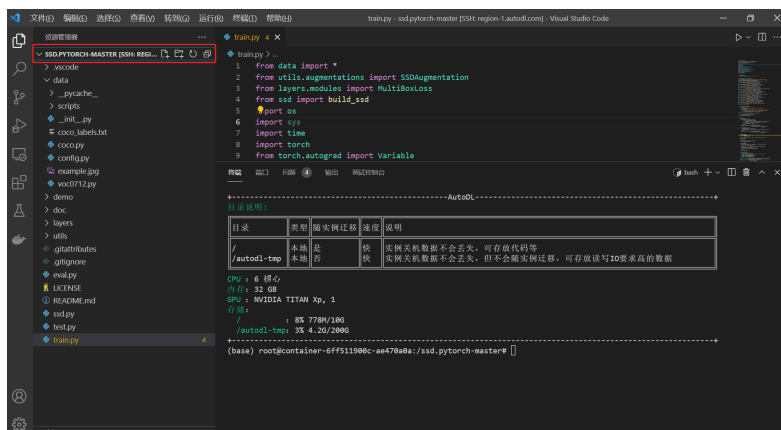 文件(F) 编辑(E) 选择(S) 查看(V) 转到(G) 运行(R) 终端(T) 帮助(H) train.py - ssd.pytorch-master [SSH: region-1.autodl.com] - Visual Studio Code
资源管理器 ···
SSD.PYTORCH-MASTER [SSH: REGI...
.vscode
data
__pycache__
scripts
__init__.py
coco_labels.txt
coco.py
config.py
example.jpg
voc0712.py
demo
doc
layers
utils
.gitattributes
.gitignore
eval.py
LICENSE
README.md
ssd.py
test.py
train.py 4
train.py 4 ×
train.py > ...
1 from data import *
2 from utils.augmentations import SSDAugmentation
3 from layers.modules import MultiBoxLoss
4 from ssd import build_ssd
5 port os
6 import sys
7 import time
8 import torch
9 from torch.autograd import Variable
终端 端口 问题 4 输出 调试控制台 bash
+--------------------------------------------------AutoDL--------------------------------------------------------+
目录说明:
目录 类型 随实例迁移 速度 说明
/ 本地 是 快 实例关机数据不会丢失，可存放代码等
/autodl-tmp 本地 否 快 实例关机数据不会丢失，但不会随实例迁移，可存放读写IO要求高的数据
CPU : 6 核心
内存: 32 GB
GPU : NVIDIA TITAN Xp, 1
存储:
/ : 8% 778M/10G
/autodl-tmp: 3% 4.2G/200G
+----------------------------------------------------------------------------------------------------------------+
(base) root@container-6ff511900c-ae470a0a:/ssd.pytorch-master#